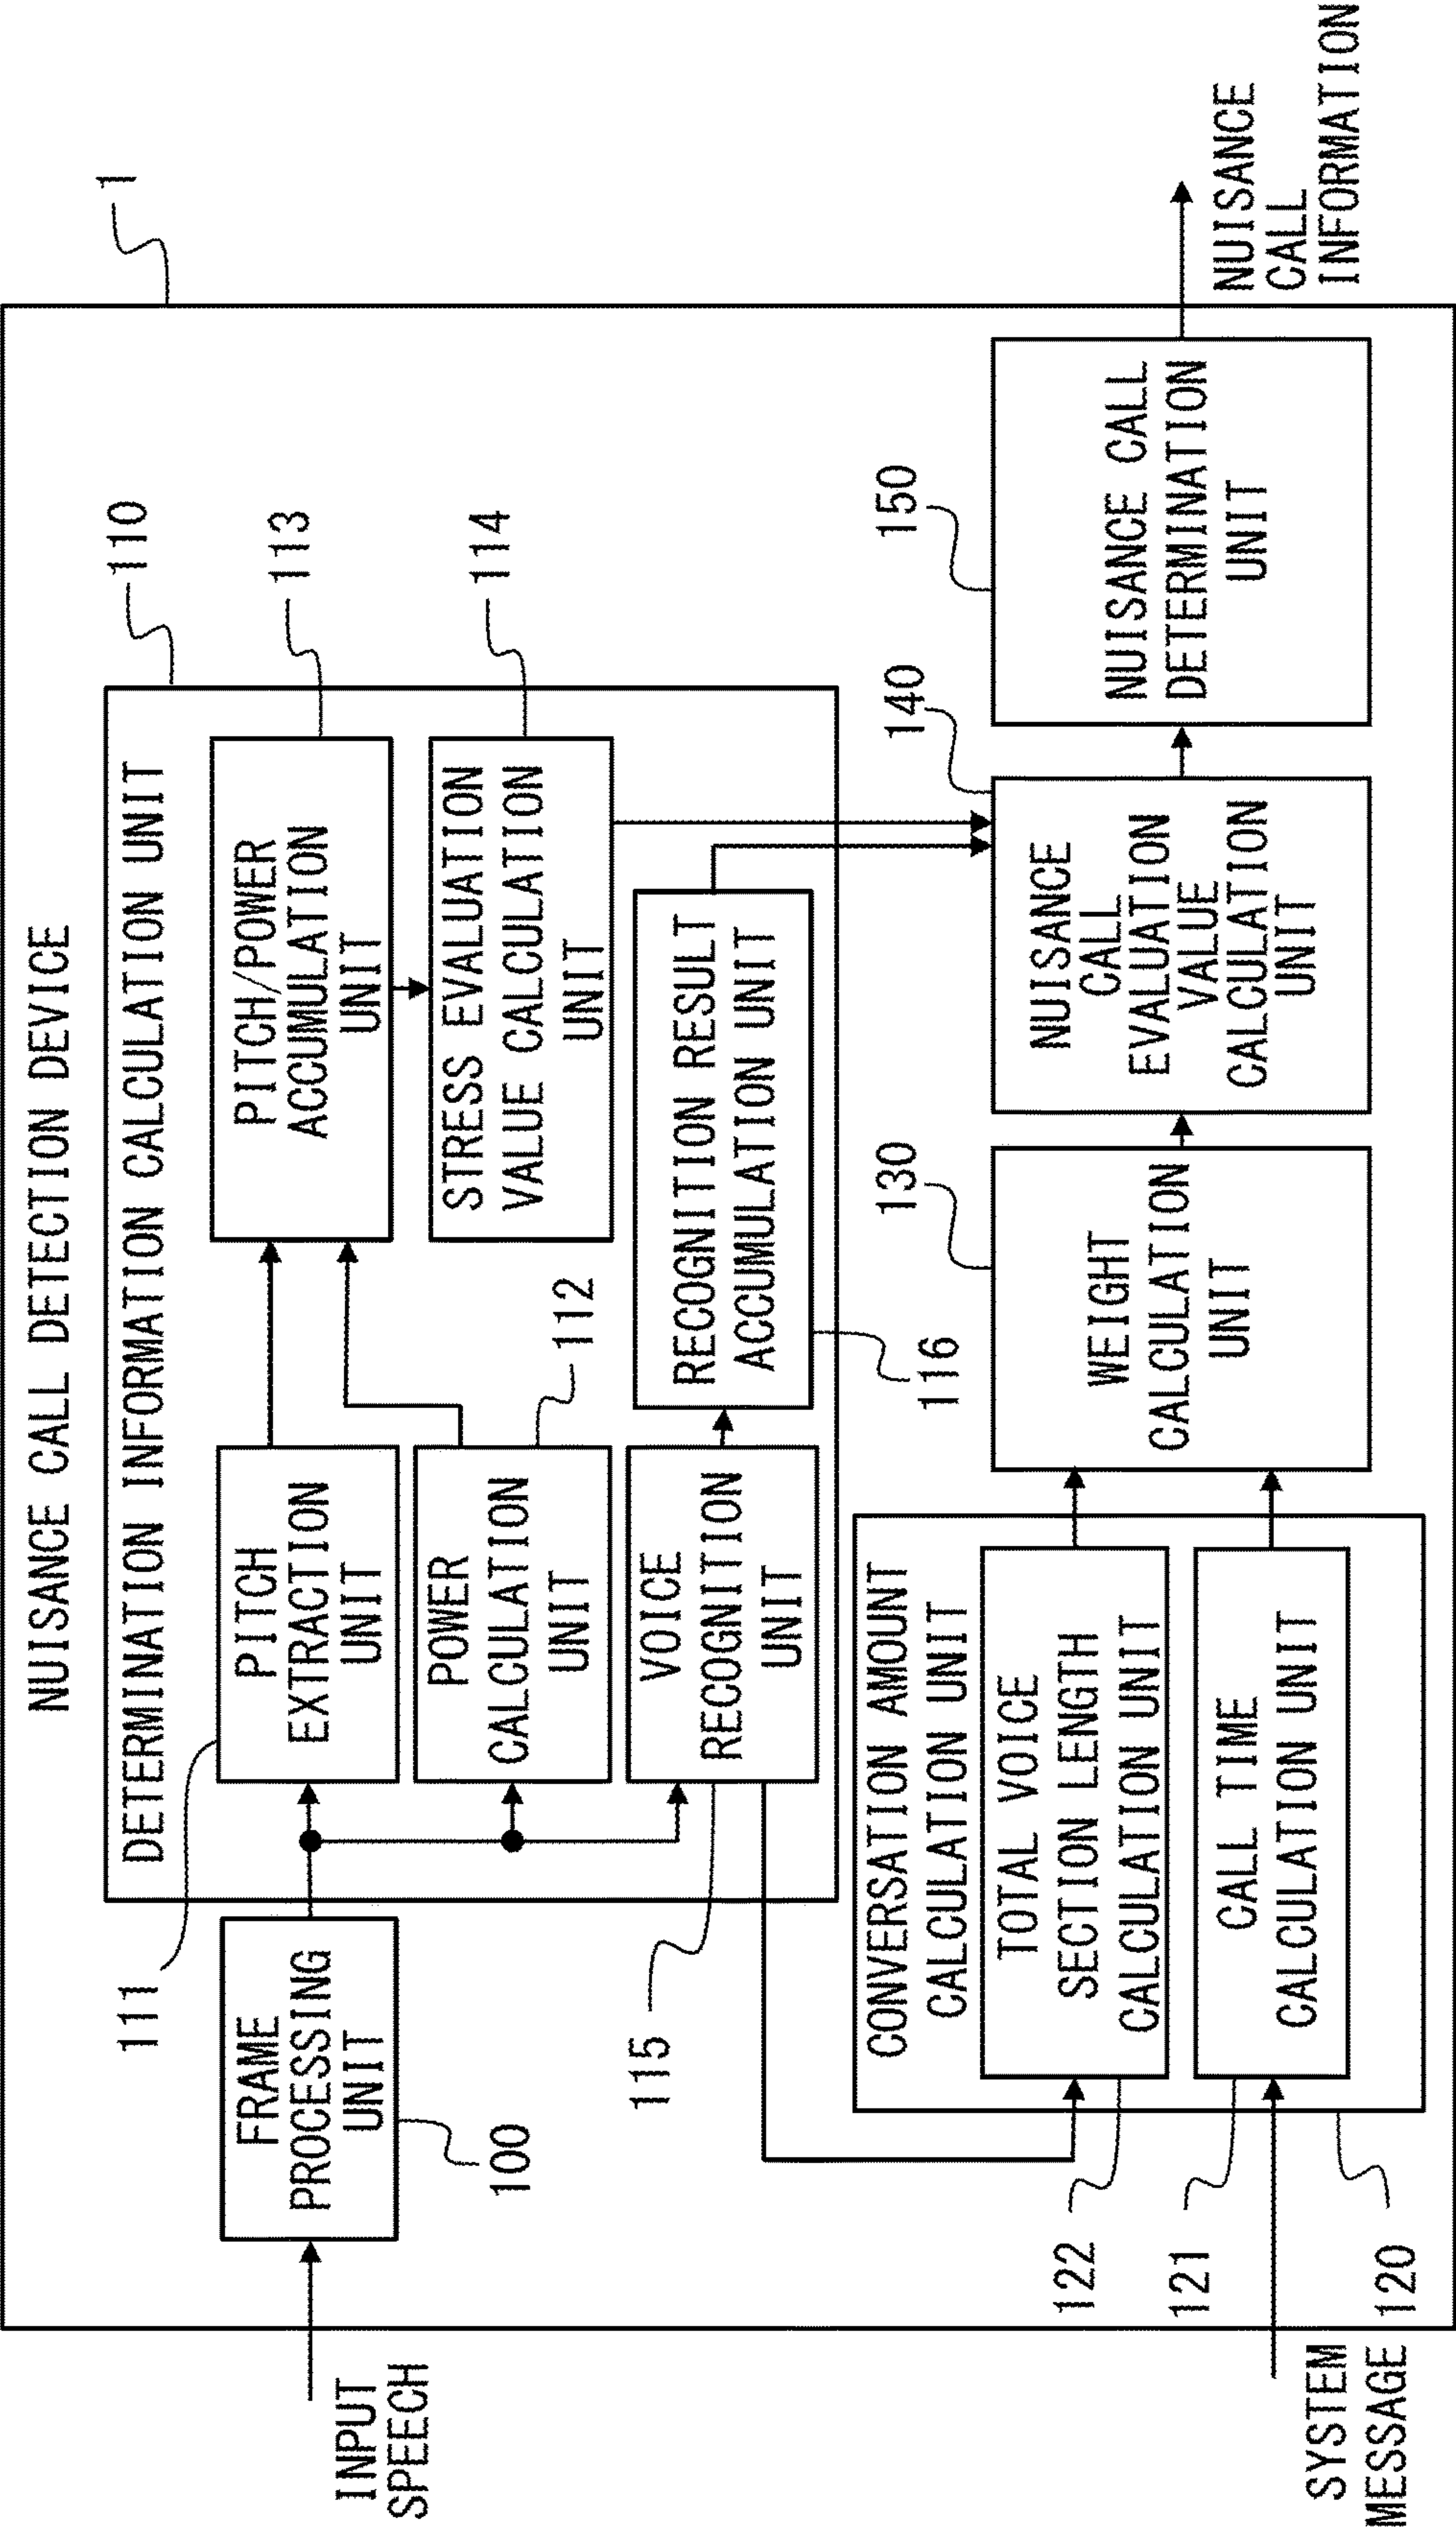 NUISANCE CALL DETECTION DEVICE
1
DETERMINATION INFORMATION CALCULATION UNIT
110
INPUT
SPEECH
FRAME
PROCESSING
UNIT
100
111
PITCH
EXTRACTION
UNIT
PITCH/POWER
ACCUMULATION
UNIT
113
POWER
CALCULATION
UNIT
112
STRESS EVALUATION
VALUE CALCULATION
UNIT
114
115
VOICE
RECOGNITION
UNIT
RECOGNITION RESULT
ACCUMULATION UNIT
116
CONVERSATION AMOUNT
CALCULATION UNIT
TOTAL VOICE
SECTION LENGTH
CALCULATION UNIT
122
CALL TIME
CALCULATION UNIT
121
120
SYSTEM
MESSAGE
130
WEIGHT
CALCULATION
UNIT
140
NUISANCE
CALL
EVALUATION
VALUE
CALCULATION
UNIT
150
NUISANCE CALL
DETERMINATION
UNIT
NUISANCE
CALL
INFORMATION